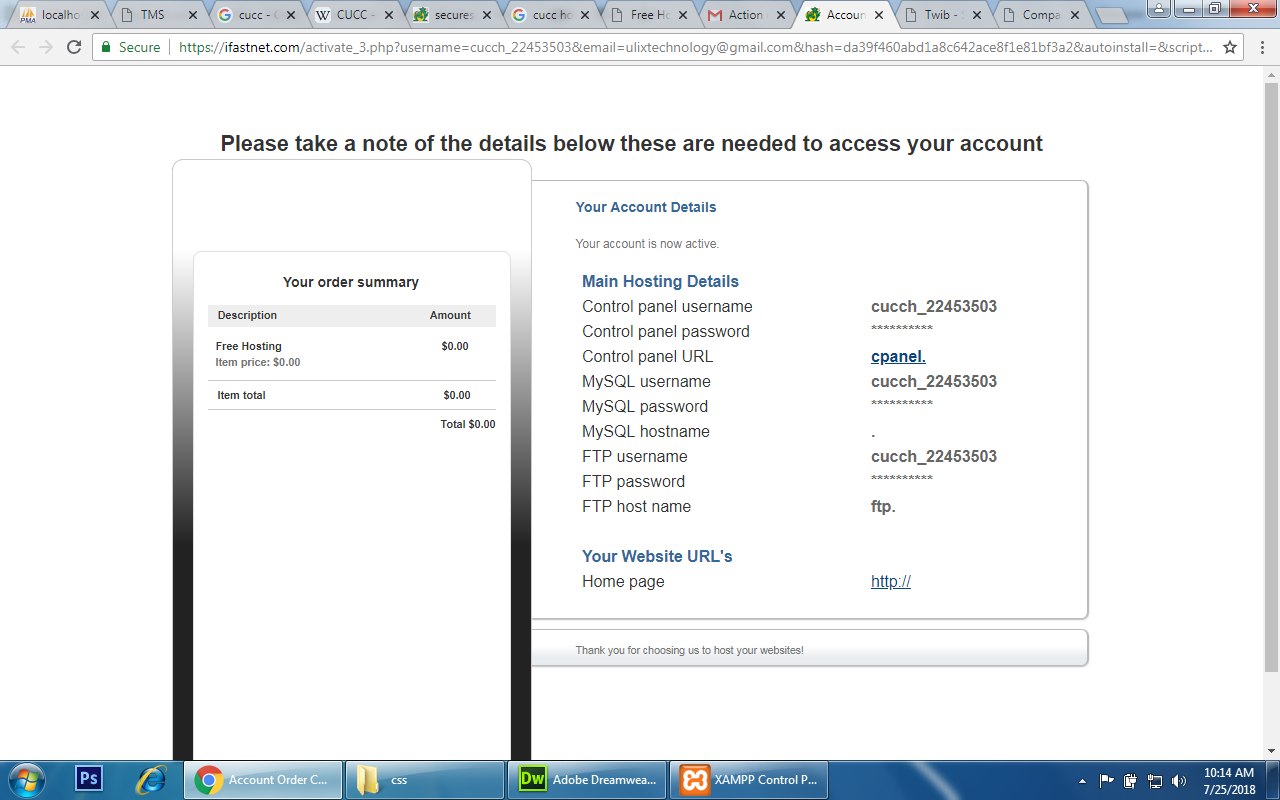 localho
TMS
cucc - G
CUCC -
secures
cucc ho
Free Ho
Action
Accoun
Twib -
Compa
Secure
https://ifastnet.com/activate_3.php?username=cucch_22453503&email=ulixtechnology@gmail.com&hash=da39f460abd1a8c642ace8f1e81bf3a2&autoinstall=&script...
Please take a note of the details below these are needed to access your account
Your order summary
Description Amount
Free Hosting $0.00
Item price: $0.00
Item total $0.00
Total $0.00
Your Account Details
Your account is now active.
Main Hosting Details
Control panel username cucch_22453503
Control panel password **********
Control panel URL cpanel.
MySQL username cucch_22453503
MySQL password **********
MySQL hostname .
FTP username cucch_22453503
FTP password **********
FTP host name ftp.
Your Website URL's
Home page http://
Thank you for choosing us to host your websites!
Ps
Account Order C...
css
Dw Adobe Dreamwea...
XAMPP Control P...
10:14 AM
7/25/2018